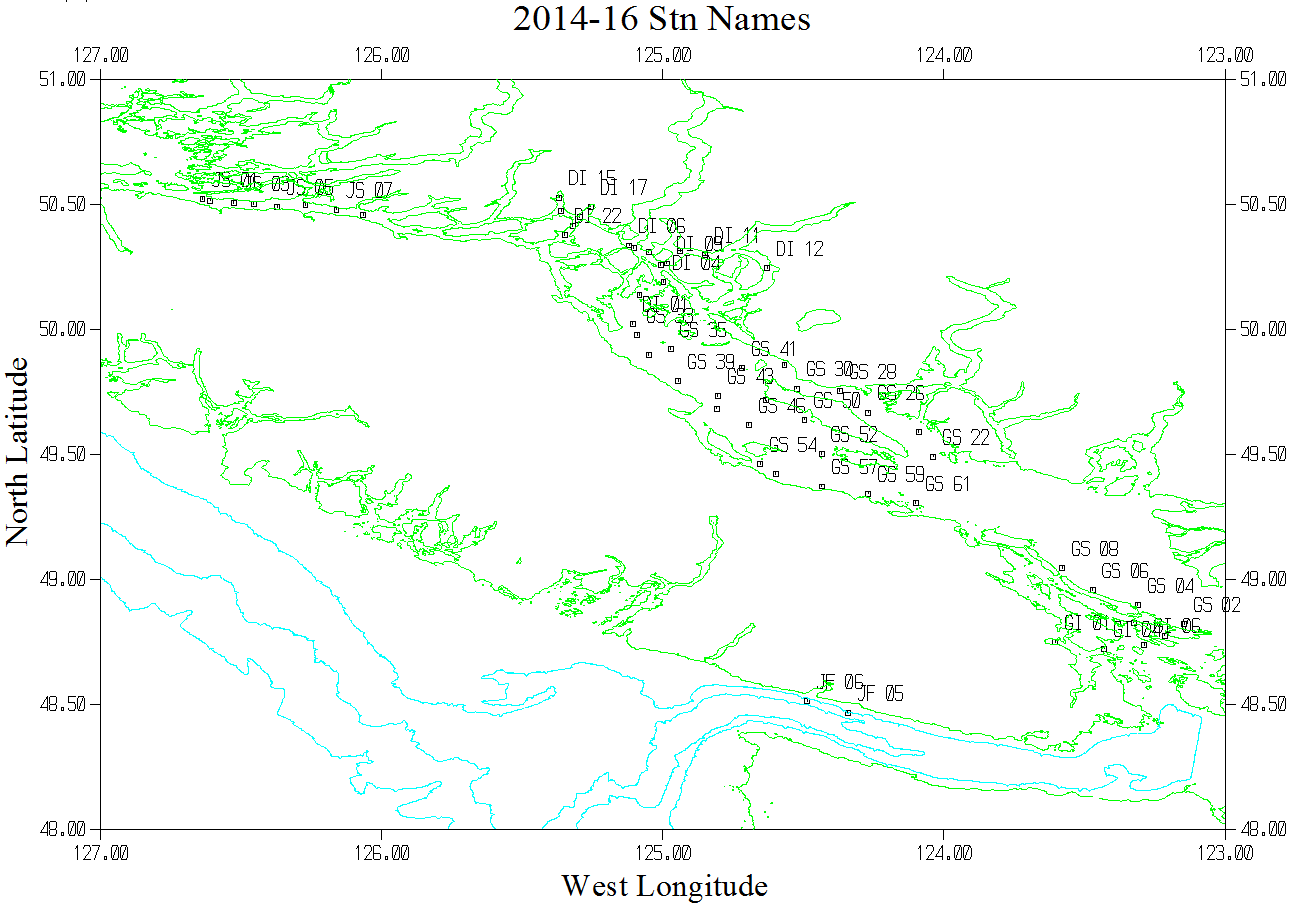 2014-16 Stn Names
127.00 126.00 125.00 124.00 123.00
51.00 51.00
DI 15
DI 17
JS 03 JS 05 JS 07
50.50 50.50
DI 22
DI 06
DI 09 DI 11
DI 12
DI 04
DI 01
50.00 50.00
GS 35
GS 41
GS 39
GS 30 GS 28
GS 43
GS 26
GS 46 GS 50
GS 52
GS 22
GS 54
49.50 49.50
GS 57 GS 59
GS 61
North Latitude
GS 08
49.00 49.00
GS 06
GS 04
GS 02
GI 01 GI 04 GI 06
JF 06
JF 05
48.50 48.50
48.00 48.00
127.00 126.00 125.00 124.00 123.00
West Longitude